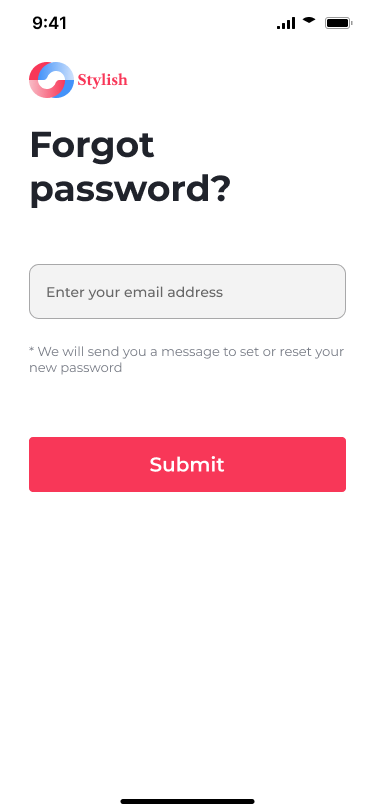 9:41
Stylish
Forgot
password?
Enter your email address
* We will send you a message to set or reset your
new password
Submit